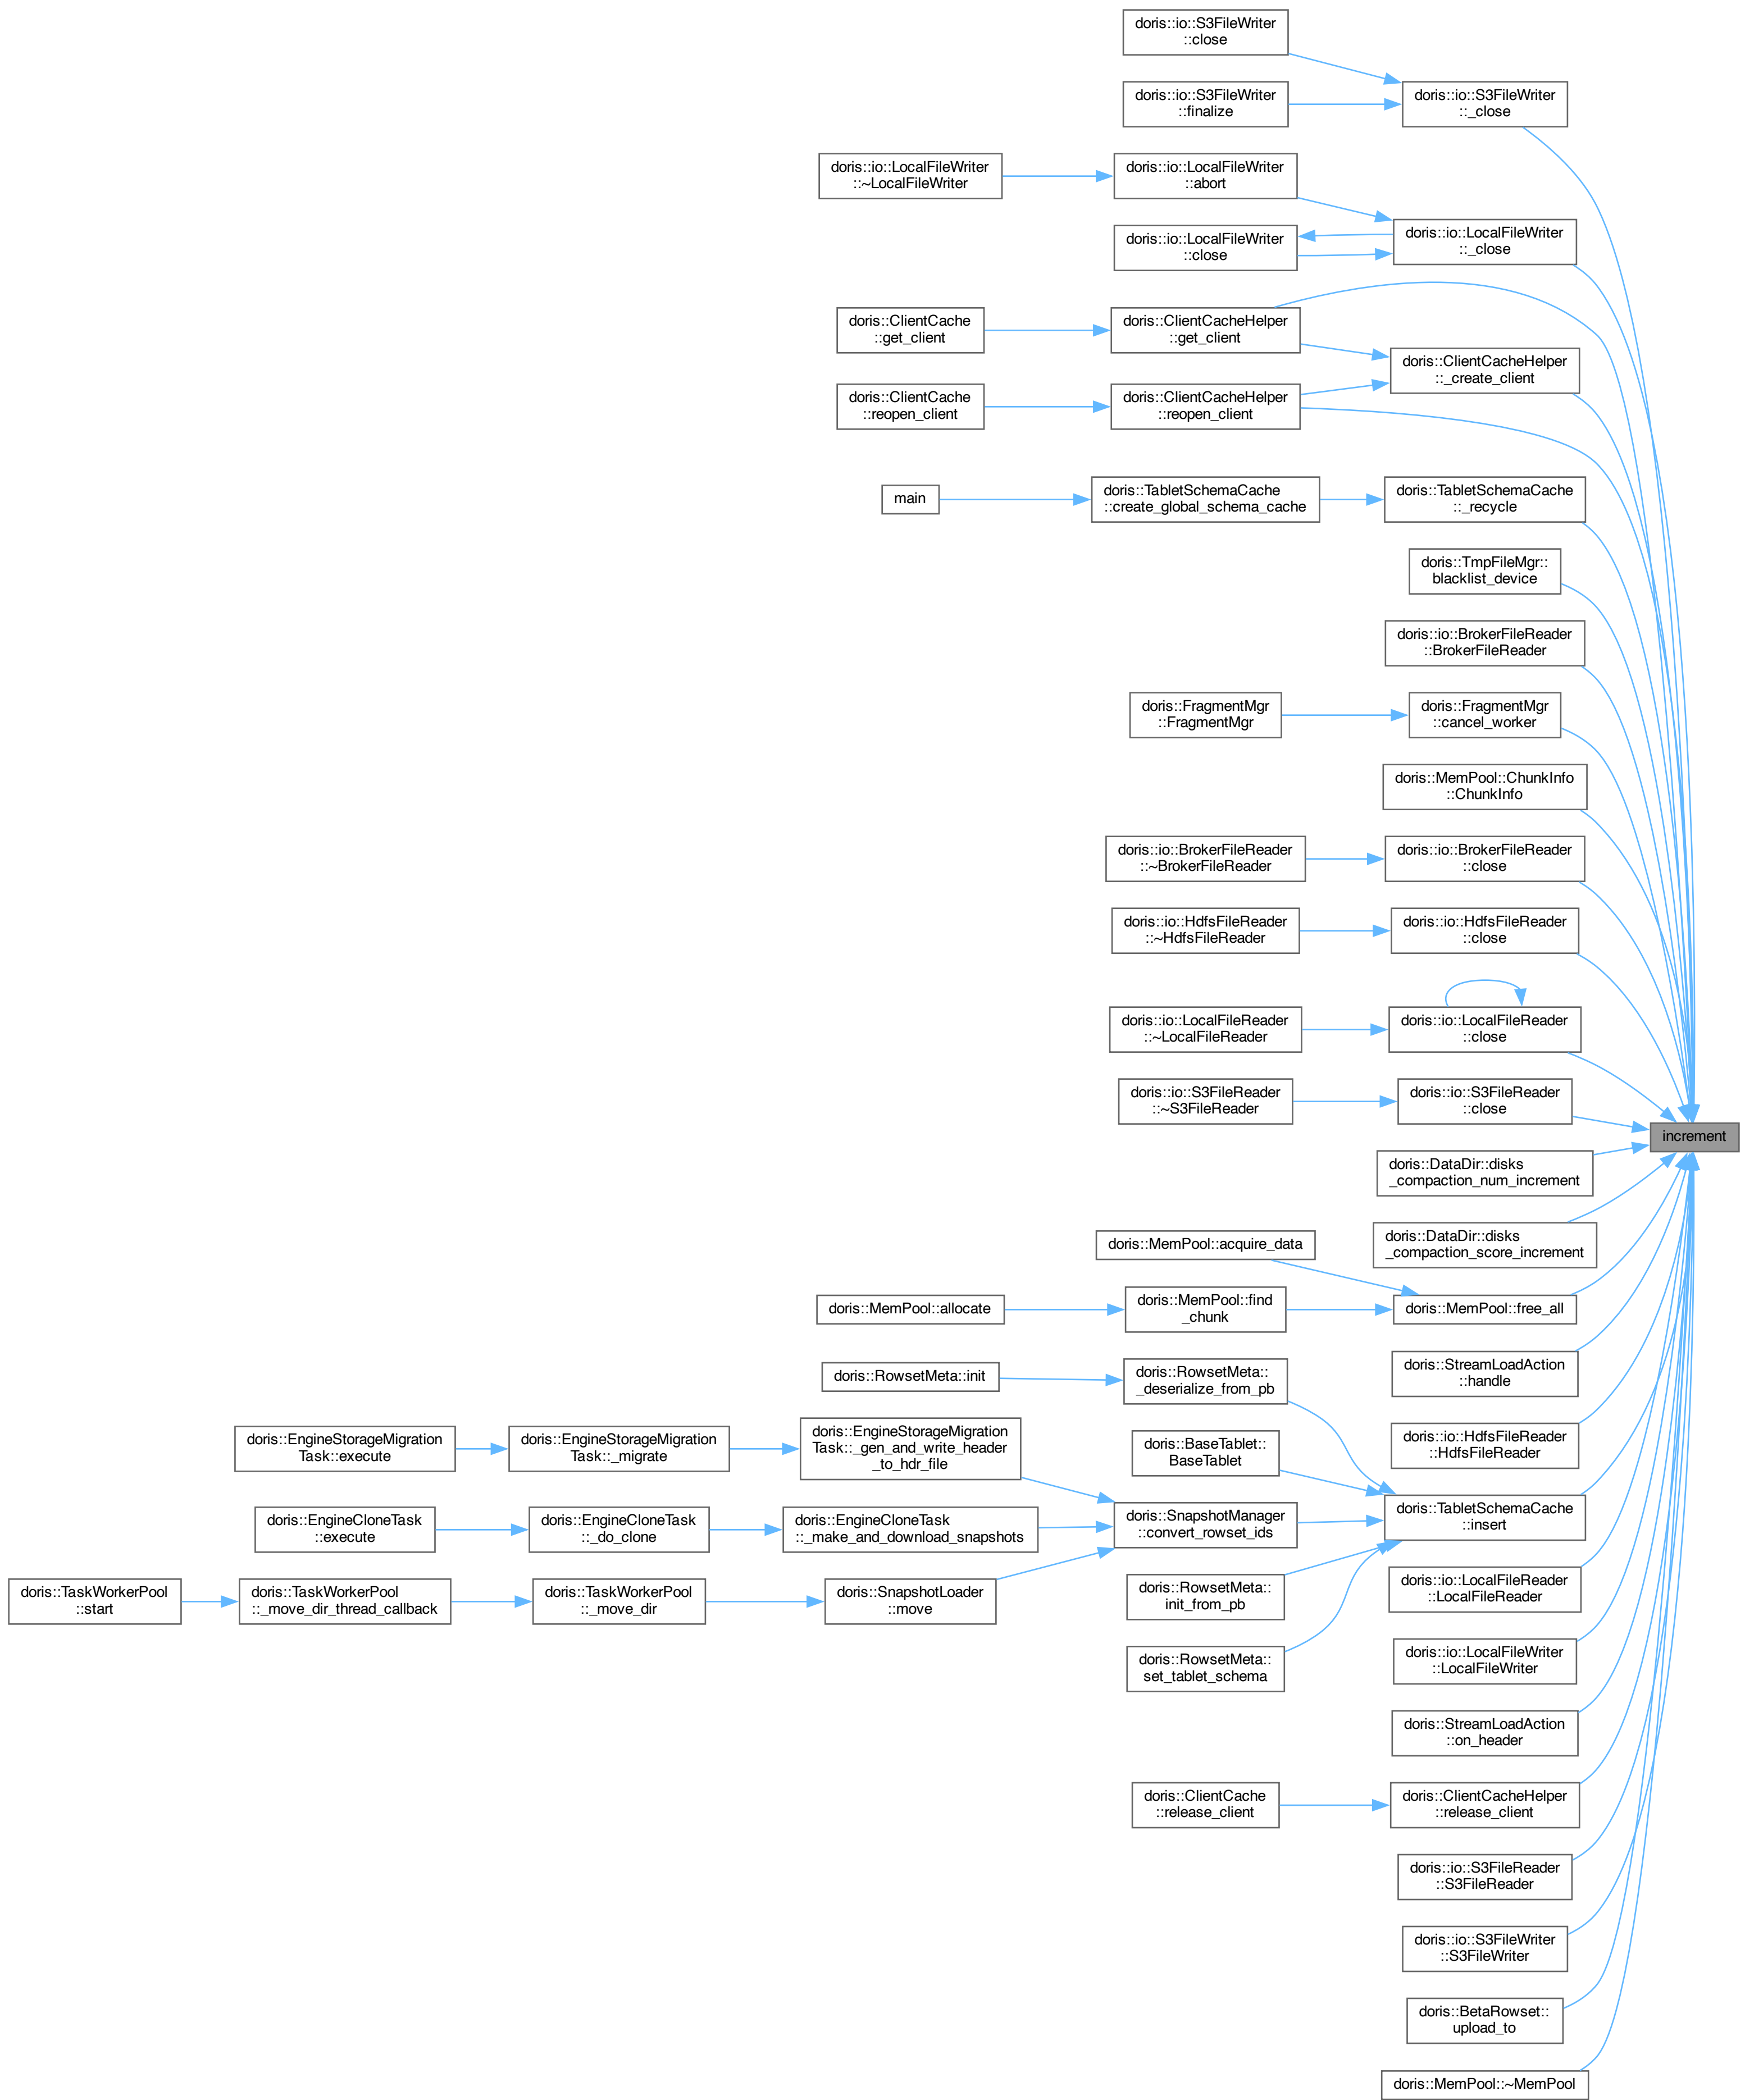 doris::io::S3FileWriter
::close
doris::io::S3FileWriter
::_close
doris::io::S3FileWriter
::finalize
doris::io::LocalFileWriter
::~LocalFileWriter
doris::io::LocalFileWriter
::abort
doris::io::LocalFileWriter
::close
doris::io::LocalFileWriter
::_close
doris::ClientCache
::get_client
doris::ClientCacheHelper
::get_client
doris::ClientCacheHelper
::_create_client
doris::ClientCache
::reopen_client
doris::ClientCacheHelper
::reopen_client
main
doris::TabletSchemaCache
::create_global_schema_cache
doris::TabletSchemaCache
::_recycle
doris::TmpFileMgr::
blacklist_device
doris::io::BrokerFileReader
::BrokerFileReader
doris::FragmentMgr
::FragmentMgr
doris::FragmentMgr
::cancel_worker
doris::MemPool::ChunkInfo
::ChunkInfo
doris::io::BrokerFileReader
::~BrokerFileReader
doris::io::BrokerFileReader
::close
doris::io::HdfsFileReader
::~HdfsFileReader
doris::io::HdfsFileReader
::close
doris::io::LocalFileReader
::~LocalFileReader
doris::io::LocalFileReader
::close
doris::io::S3FileReader
::~S3FileReader
doris::io::S3FileReader
::close
increment
doris::DataDir::disks
_compaction_num_increment
doris::DataDir::disks
_compaction_score_increment
doris::MemPool::acquire_data
doris::MemPool::allocate
doris::MemPool::find
_chunk
doris::MemPool::free_all
doris::StreamLoadAction
::handle
doris::RowsetMeta::init
doris::RowsetMeta::
_deserialize_from_pb
doris::io::HdfsFileReader
::HdfsFileReader
doris::EngineStorageMigration
Task::execute
doris::EngineStorageMigration
Task::_migrate
doris::EngineStorageMigration
Task::_gen_and_write_header
_to_hdr_file
doris::BaseTablet::
BaseTablet
doris::EngineCloneTask
::execute
doris::EngineCloneTask
::_do_clone
doris::EngineCloneTask
::_make_and_download_snapshots
doris::SnapshotManager
::convert_rowset_ids
doris::TabletSchemaCache
::insert
doris::TaskWorkerPool
::start
doris::TaskWorkerPool
::_move_dir_thread_callback
doris::TaskWorkerPool
::_move_dir
doris::SnapshotLoader
::move
doris::RowsetMeta::
init_from_pb
doris::io::LocalFileReader
::LocalFileReader
doris::RowsetMeta::
set_tablet_schema
doris::io::LocalFileWriter
::LocalFileWriter
doris::StreamLoadAction
::on_header
doris::ClientCache
::release_client
doris::ClientCacheHelper
::release_client
doris::io::S3FileReader
::S3FileReader
doris::io::S3FileWriter
::S3FileWriter
doris::BetaRowset::
upload_to
doris::MemPool::~MemPool